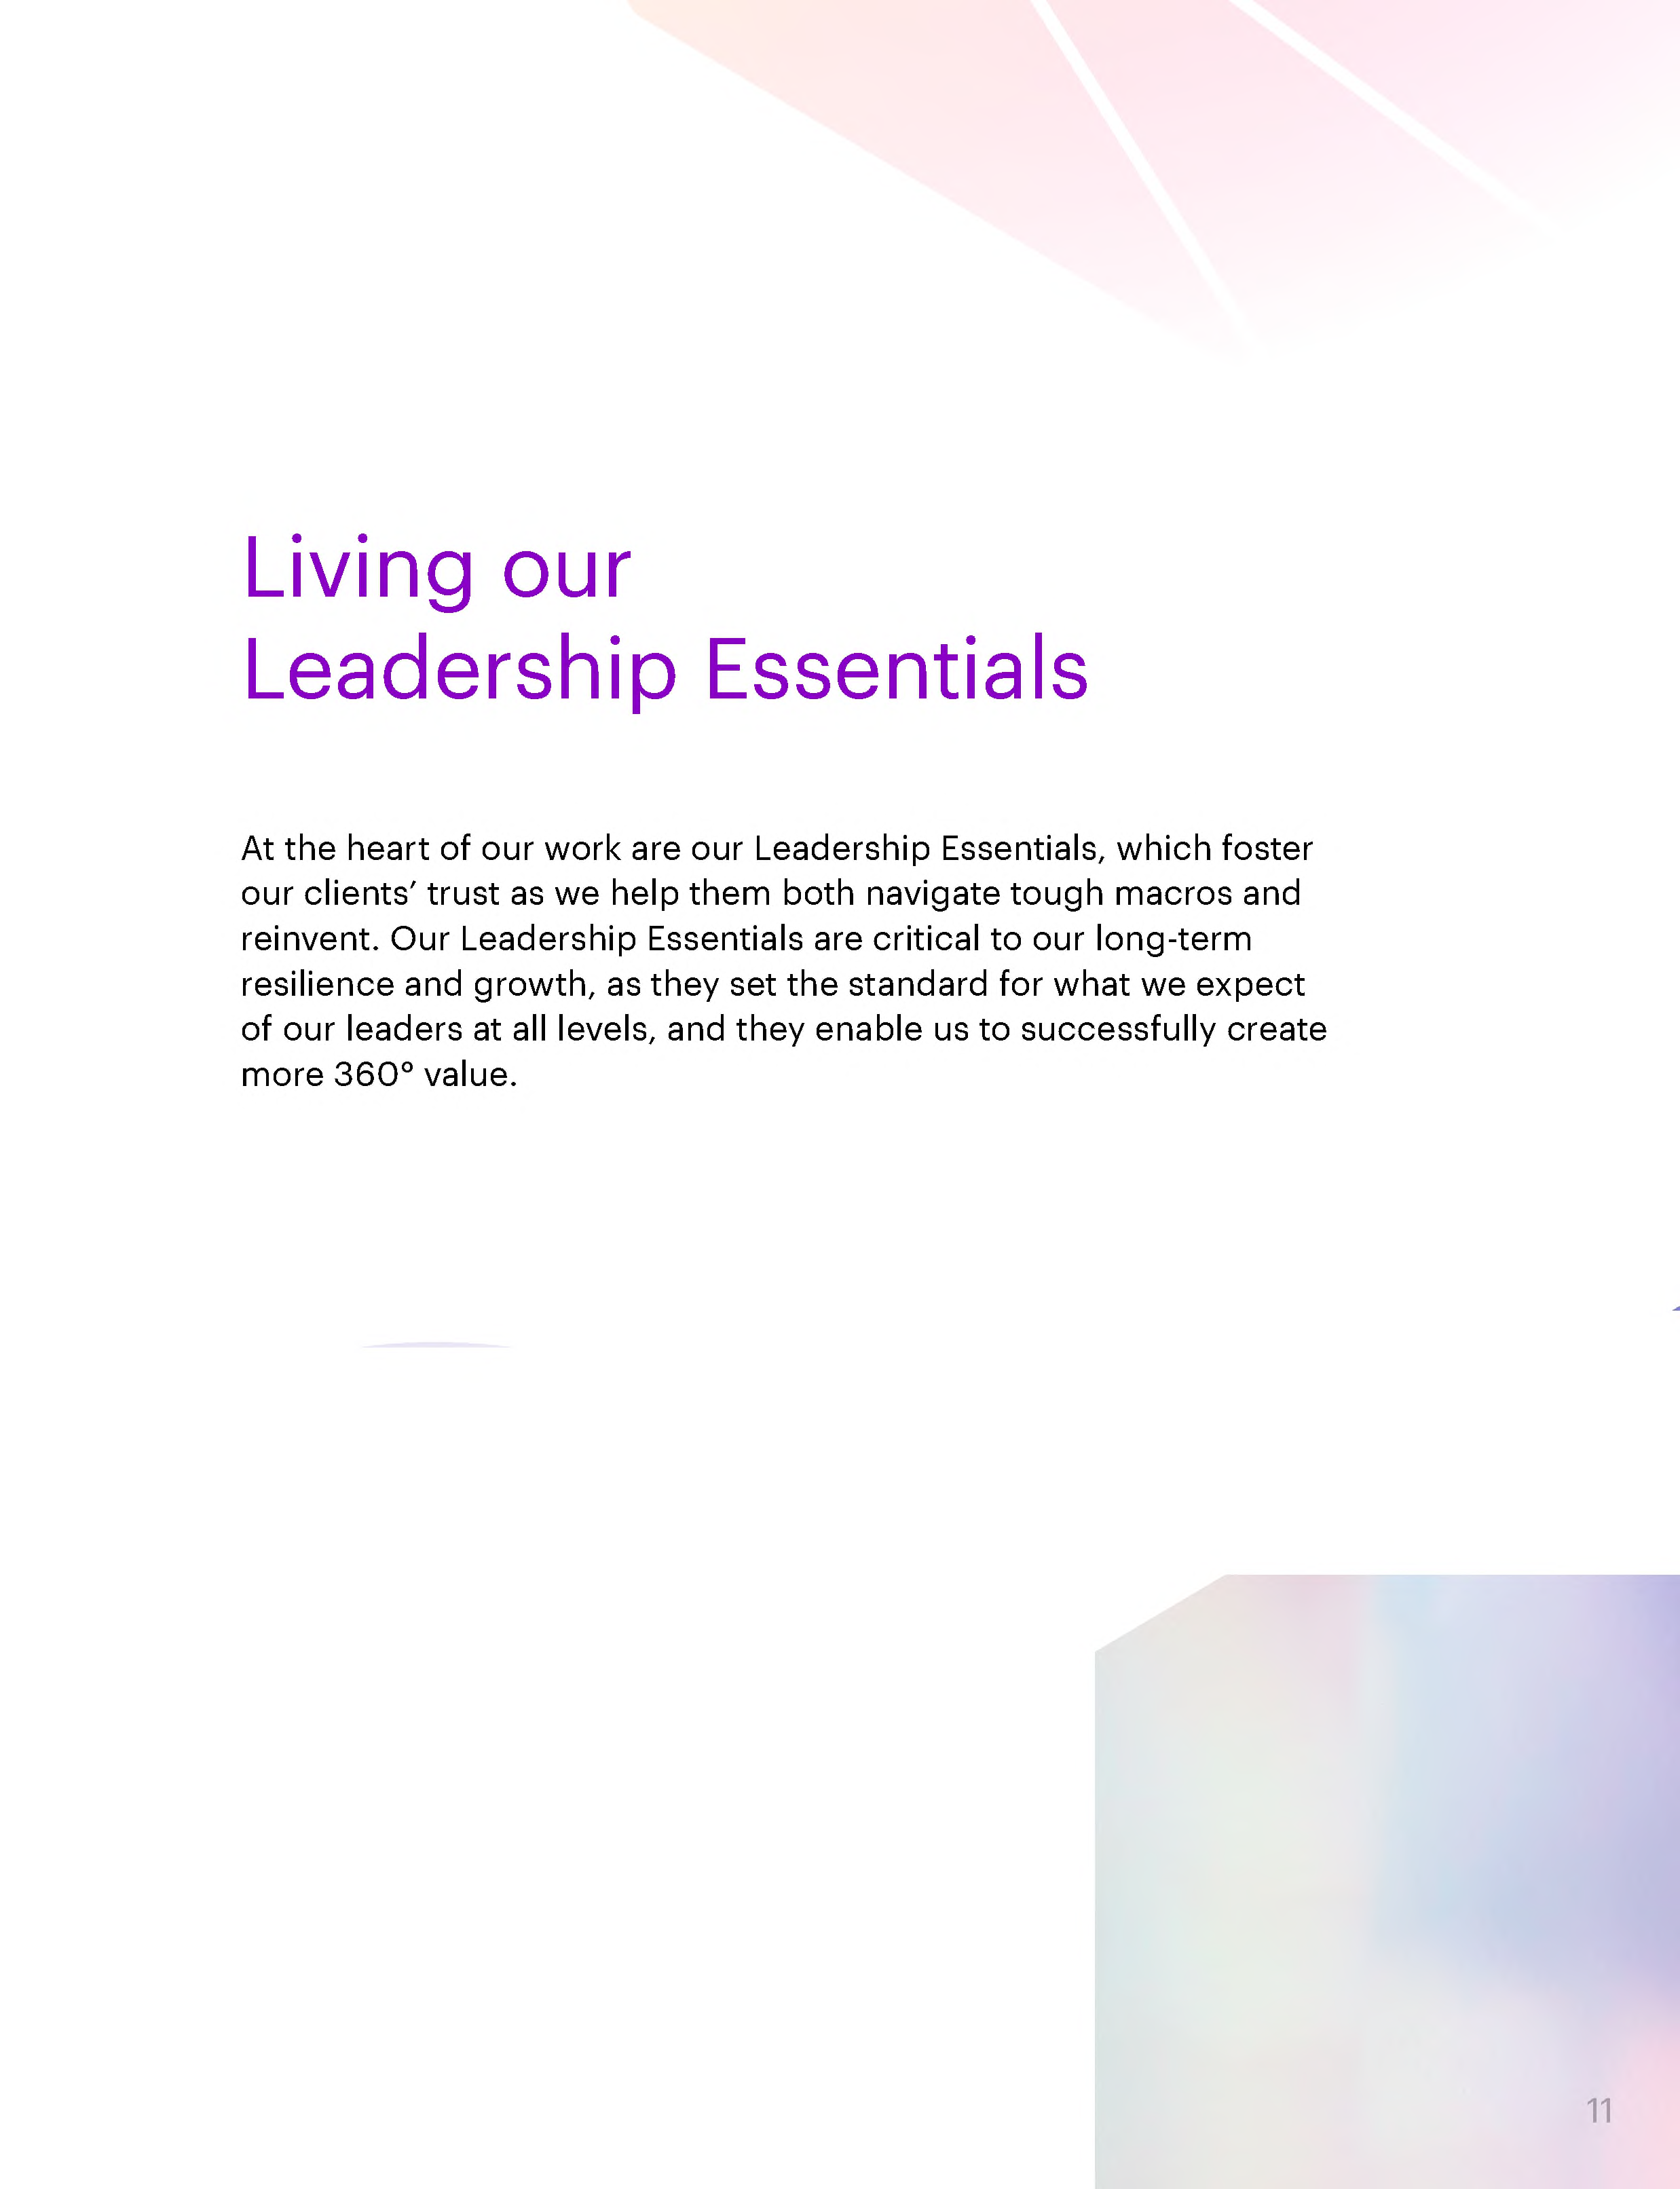 Living our
Leadership Essentials
At the heart of our work are our Leadership Essentials, which foster
our clients’ trust as we help them both navigate tough macros and
reinvent. Our Leadership Essentials are critical to our long-term
resilience and growth, as they set the standard for what we expect
of our leaders at all levels, and they enable us to successfully create
more 360° value.
11